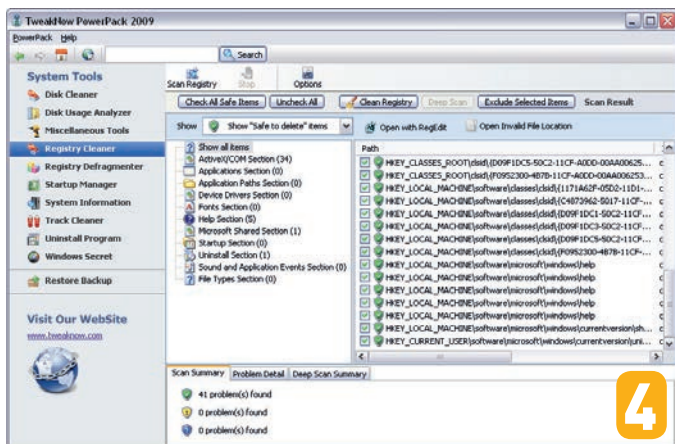 TweakNow PowerPack 2009
PowerPack Help
Search
System Tools
Disk Cleaner
Disk Usage Analyzer
Miscellaneous Tools
Registry Cleaner
Registry Defragmenter
Startup Manager
System Information
Track Cleaner
Uninstall Program
Windows Secret
Restore Backup
Visit Our WebSite
www.tweaknow.com
Scan Registry Stop Options
Check All Safe Items Uncheck All Clean Registry Deep Scan Exclude Selected Items Scan Result
Show Show "Safe to delete" items Open with RegEdit Open Invalid File Location
Show all items
ActiveX/COM Section (34)
Applications Section (0)
Application Paths Section (0)
Device Drivers Section (0)
Fonts Section (0)
Help Section (5)
Microsoft Shared Section (1)
Startup Section (0)
Uninstall Section (1)
Sound and Application Events Section (0)
File Types Section (0)
Path
HKEY_CLASSES_ROOT\clsid\{D09F1DC5-50C2-11CF-A0DD-00AA00625...
HKEY_CLASSES_ROOT\clsid\{F0952300-4B7B-11CF-A0DD-00AA006253...
HKEY_LOCAL_MACHINE\software\classes\clsid\{1171A62F-05D2-11D1-...
HKEY_LOCAL_MACHINE\software\classes\clsid\{C4873962-5017-11CF-...
HKEY_LOCAL_MACHINE\software\classes\clsid\{D09F1DC1-50C2-11CF-...
HKEY_LOCAL_MACHINE\software\classes\clsid\{D09F1DC3-50C2-11CF-...
HKEY_LOCAL_MACHINE\software\classes\clsid\{D09F1DC5-50C2-11CF-...
HKEY_LOCAL_MACHINE\software\classes\clsid\{F0952300-4B7B-11CF-...
HKEY_LOCAL_MACHINE\software\microsoft\windows\help
HKEY_LOCAL_MACHINE\software\microsoft\windows\help
HKEY_LOCAL_MACHINE\software\microsoft\windows\help
HKEY_LOCAL_MACHINE\software\microsoft\windows\help
HKEY_LOCAL_MACHINE\software\microsoft\windows\help
HKEY_LOCAL_MACHINE\software\microsoft\windows\currentversion\sh...
HKEY_CURRENT_USER\software\microsoft\windows\currentversion\uni...
Scan Summary Problem Detail Deep Scan Summary
41 problem(s) found
0 problem(s) found
0 problem(s) found
4